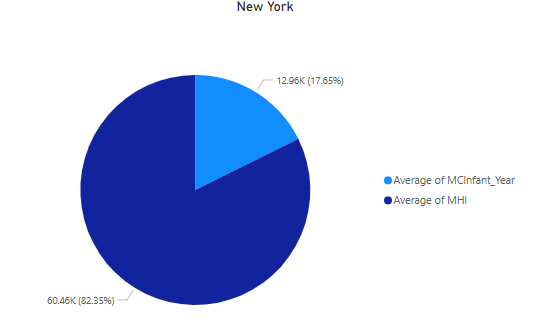 New York
12.96K (17.65%)
Average of MCInfant_Year
Average of MHI
60.46K (82.35%)